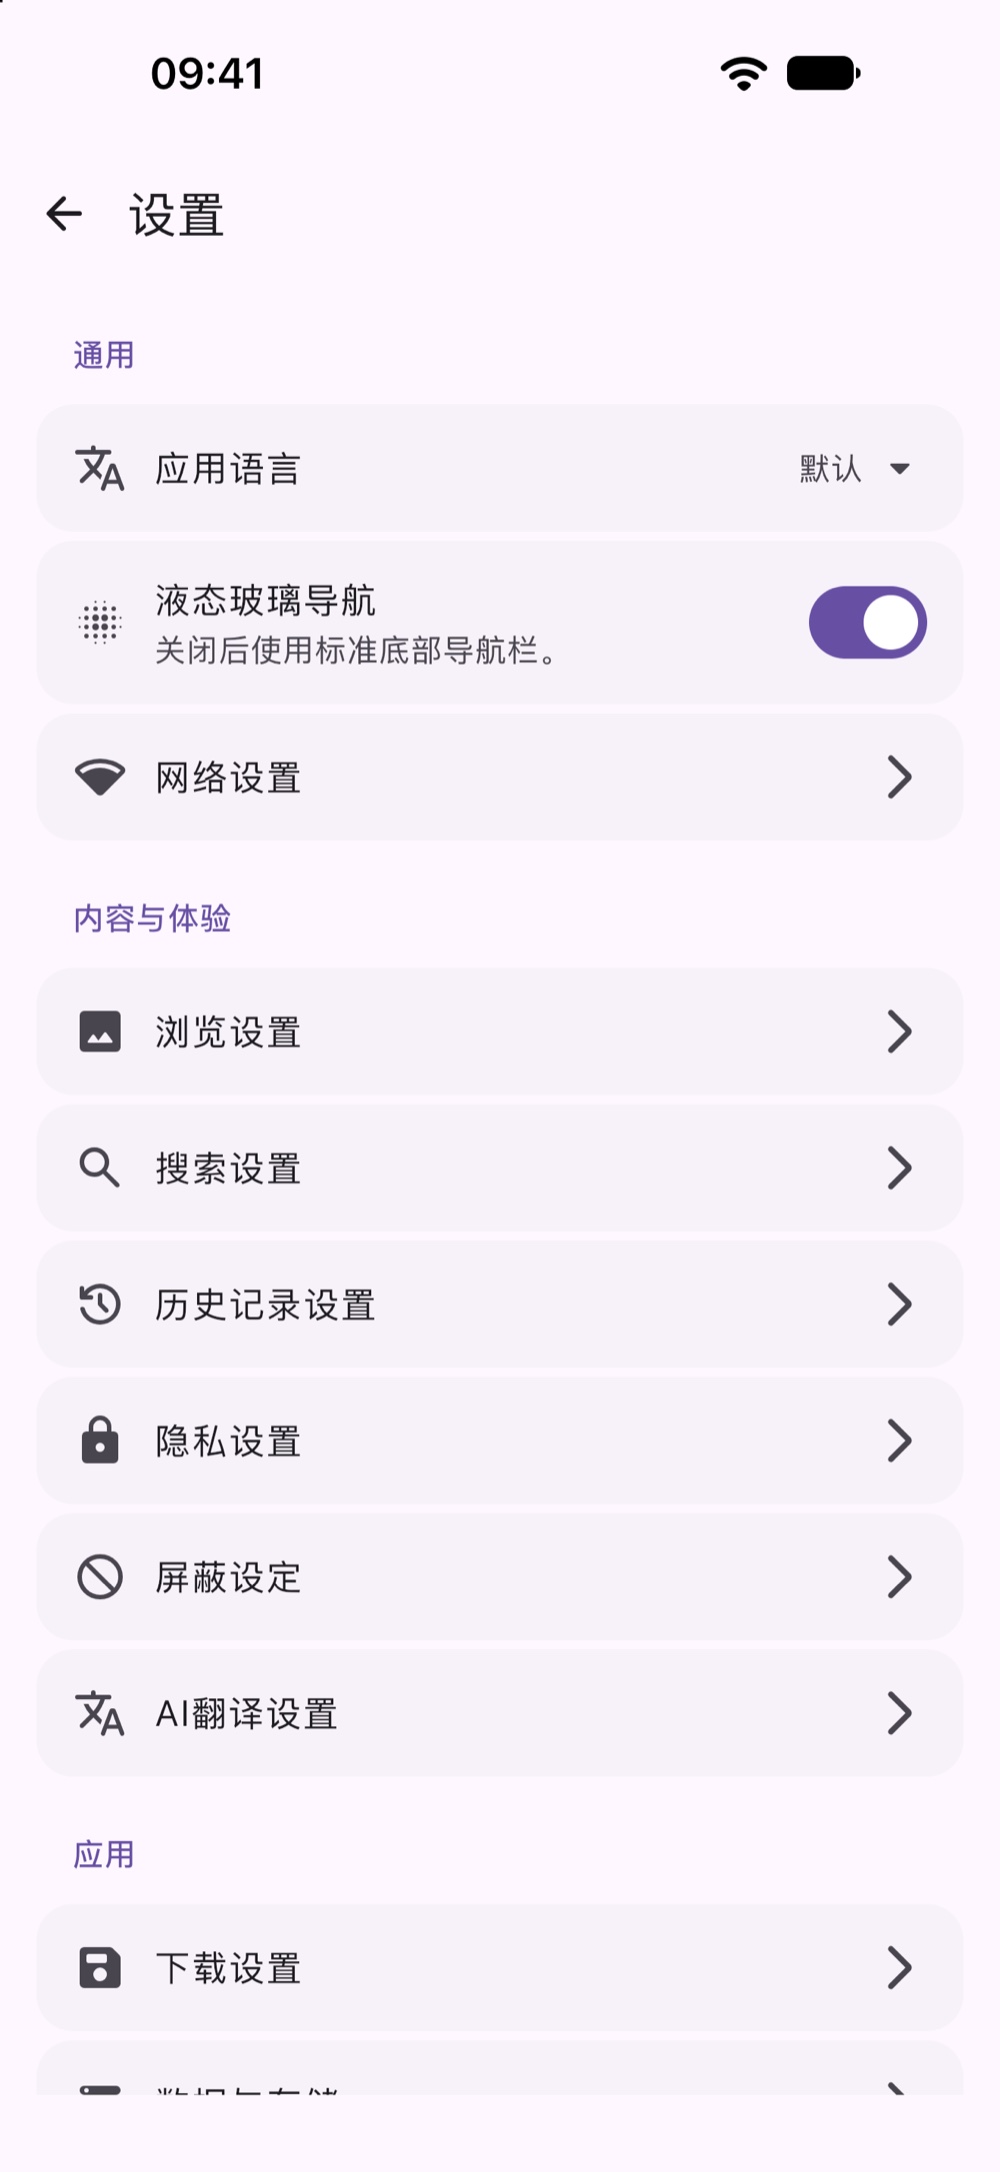 09:41
设置
通用
应用语言
默认
液态玻璃导航
关闭后使用标准底部导航栏。
网络设置
内容与体验
浏览设置
搜索设置
历史记录设置
隐私设置
屏蔽设定
AI翻译设置
应用
下载设置